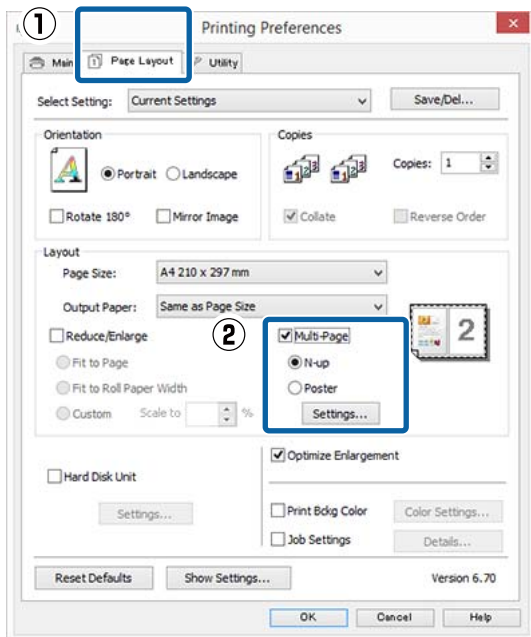 ①
Printing Preferences
Main
Page Layout
Utility
Select Setting: Current Settings Save/Del...
Orientation
Copies
Portrait Landscape
Copies: 1
Rotate 180° Mirror Image
Collate Reverse Order
Layout
Page Size: A4 210 x 297 mm
Output Paper: Same as Page Size
②
Reduce/Enlarge
Multi-Page
2
Fit to Page
N-up
Fit to Roll Paper Width
Poster
Custom Scale to %
Settings...
Optimize Enlargement
Hard Disk Unit
Settings...
Print Bckg Color Color Settings...
Job Settings Details...
Reset Defaults Show Settings... Version 6.70
OK Cancel Help